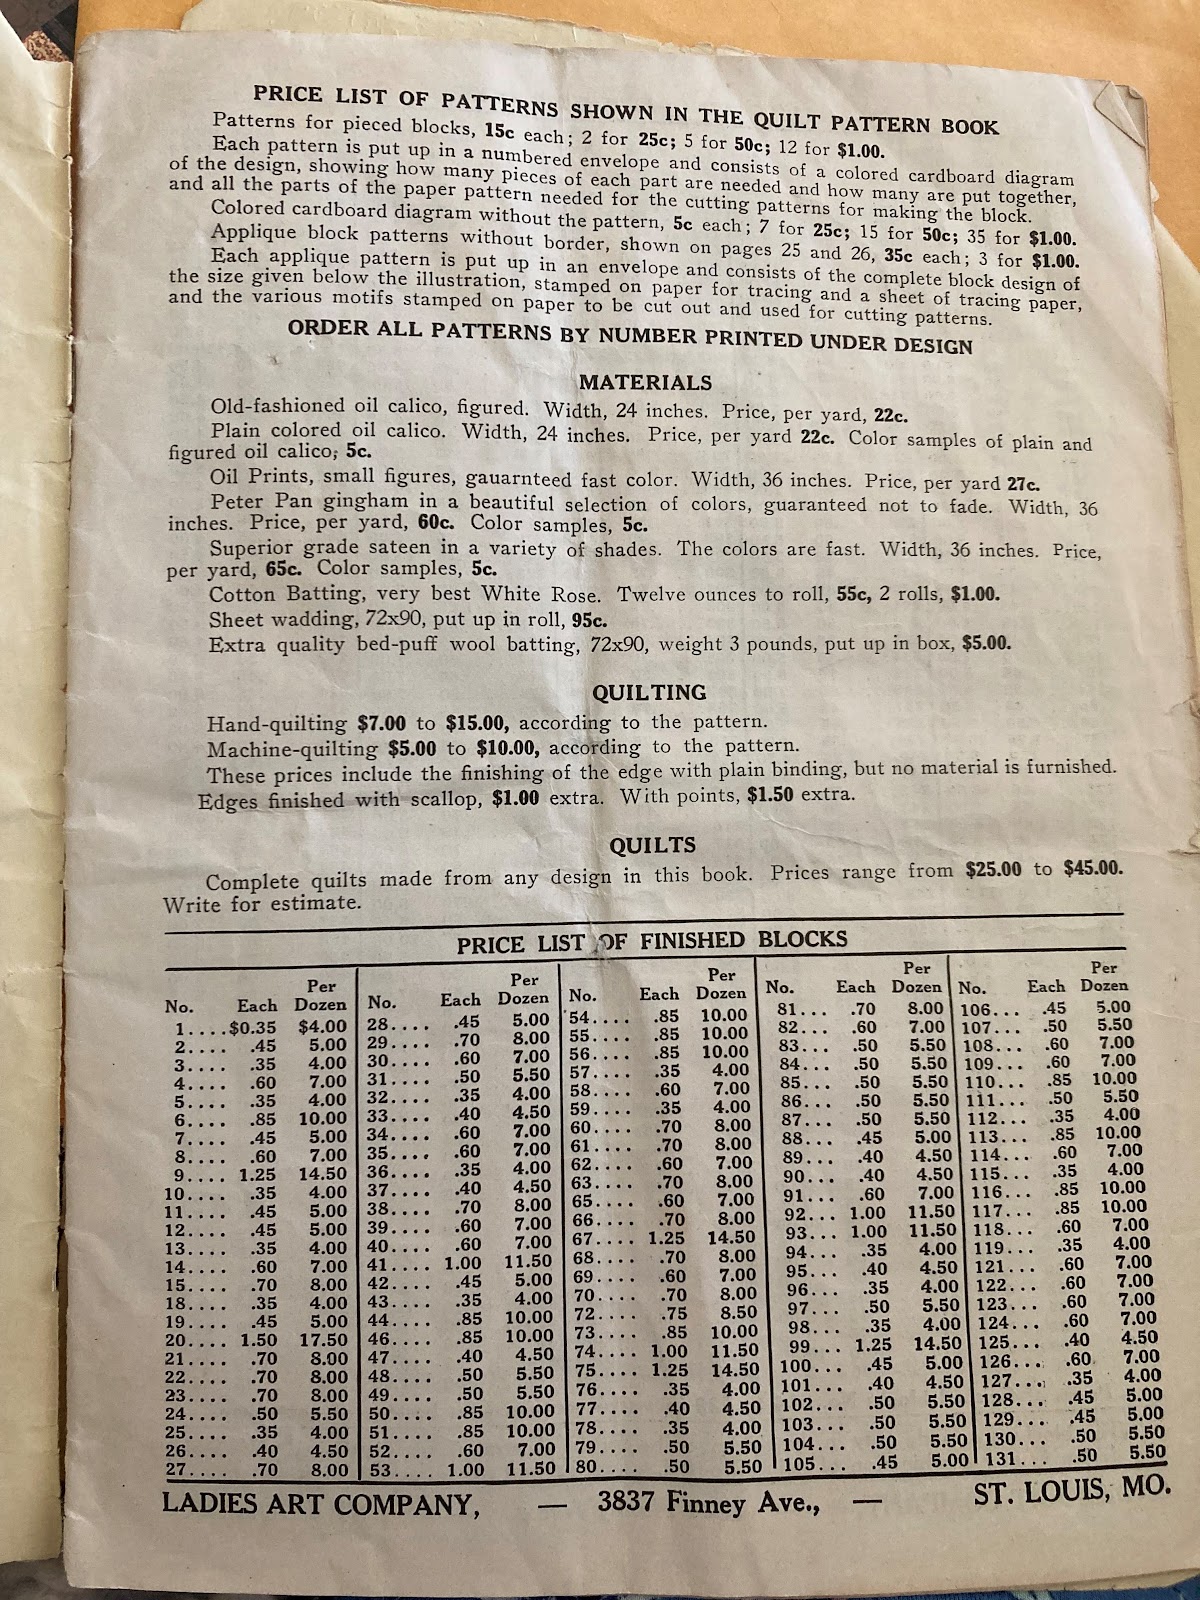 PRICE LIST OF PATTERNS SHOWN IN THE QUILT PATTERN BOOK
Patterns for pieced blocks, 15c each; 2 for 25c; 5 for 50c; 12 for $1.00.
Each pattern is put up in a numbered envelope and consists of a colored cardboard diagram
of the design, showing how many pieces of each part are needed and how many are put together,
and all the parts of the paper pattern needed for the cutting patterns for making the block.
Colored cardboard diagram without the pattern, 5c each; 7 for 25c; 15 for 50c; 35 for $1.00.
Applique block patterns without border, shown on pages 25 and 26, 35c each; 3 for $1.00.
Each applique pattern is put up in an envelope and consists of the complete block design of
the size given below the illustration, stamped on paper for tracing and a sheet of tracing paper,
and the various motifs stamped on paper to be cut out and used for cutting patterns.
ORDER ALL PATTERNS BY NUMBER PRINTED UNDER DESIGN
MATERIALS
Old-fashioned oil calico, figured. Width, 24 inches. Price, per yard, 22c.
Plain colored oil calico. Width, 24 inches. Price, per yard 22c. Color samples of plain and
figured oil calico; 5c.
Oil Prints, small figures, gauarnteed fast color. Width, 36 inches. Price, per yard 27c.
Peter Pan gingham in a beautiful selection of colors, guaranteed not to fade. Width, 36
inches. Price, per yard, 60c. Color samples, 5c.
Superior grade sateen in a variety of shades. The colors are fast. Width, 36 inches. Price,
per yard, 65c. Color samples, 5c.
Cotton Batting, very best White Rose. Twelve ounces to roll, 55c, 2 rolls, $1.00.
Sheet wadding, 72x90, put up in roll, 95c.
Extra quality bed-puff wool batting, 72x90, weight 3 pounds, put up in box, $5.00.
QUILTING
Hand-quilting $7.00 to $15.00, according to the pattern.
Machine-quilting $5.00 to $10.00, according to the pattern.
These prices include the finishing of the edge with plain binding, but no material is furnished.
Edges finished with scallop, $1.00 extra. With points, $1.50 extra.
QUILTS
Complete quilts made from any design in this book. Prices range from $25.00 to $45.00.
Write for estimate.
PRICE LIST OF FINISHED BLOCKS
Per
No. Each Dozen
1....$0.35 $4.00
2.... .45 5.00
3.... .35 4.00
4.... .60 7.00
5.... .35 4.00
6.... .85 10.00
7.... .45 5.00
8.... .60 7.00
9.... 1.25 14.50
10.... .35 4.00
11.... .45 5.00
12.... .45 5.00
13.... .35 4.00
14.... .60 7.00
15.... .70 8.00
18.... .35 4.00
19.... .45 5.00
20.... 1.50 17.50
21.... .70 8.00
22.... .70 8.00
23.... .70 8.00
24.... .50 5.50
25.... .35 4.00
26.... .40 4.50
27.... .70 8.00
Per
No. Each Dozen
28.... .45 5.00
29.... .70 8.00
30.... .60 7.00
31.... .50 5.50
32.... .35 4.00
33.... .40 4.50
34.... .60 7.00
35.... .60 7.00
36.... .35 4.00
37.... .40 4.50
38.... .70 8.00
39.... .60 7.00
40.... .60 7.00
41.... 1.00 11.50
42.... .45 5.00
43.... .35 4.00
44.... .85 10.00
46.... .85 10.00
47.... .40 4.50
48.... .50 5.50
49.... .50 5.50
50.... .85 10.00
51.... .85 10.00
52.... .60 7.00
53.... 1.00 11.50
Per
No. Each Dozen
54.... .85 10.00
55.... .85 10.00
56.... .85 10.00
57.... .35 4.00
58.... .60 7.00
59.... .35 4.00
60.... .70 8.00
61.... .70 8.00
62.... .60 7.00
63.... .70 8.00
65.... .60 7.00
66.... .70 8.00
67.... 1.25 14.50
68.... .70 8.00
69.... .60 7.00
70.... .70 8.00
72.... .75 8.50
73.... .85 10.00
74.... 1.00 11.50
75.... 1.25 14.50
76.... .35 4.00
77.... .40 4.50
78.... .35 4.00
79.... .50 5.50
80.... .50 5.50
Per
No. Each Dozen
81... .70 8.00
82... .60 7.00
83... .50 5.50
84... .50 5.50
85... .50 5.50
86... .50 5.50
87... .50 5.50
88... .45 5.00
89... .40 4.50
90... .40 4.50
91... .60 7.00
92... 1.00 11.50
93... 1.00 11.50
94... .35 4.00
95... .40 4.50
96... .35 4.00
97... .50 5.50
98... .35 4.00
99... 1.25 14.50
100... .45 5.00
101... .40 4.50
102... .50 5.50
103... .50 5.50
104... .50 5.50
105... .45 5.00
Per
No. Each Dozen
106... .45 5.00
107... .50 5.50
108... .60 7.00
109... .60 7.00
110... .85 10.00
111... .50 5.50
112... .35 4.00
113... .85 10.00
114... .60 7.00
115... .35 4.00
116... .85 10.00
117... .85 10.00
118... .60 7.00
119... .35 4.00
121... .60 7.00
122... .60 7.00
123... .60 7.00
124... .60 7.00
125... .40 4.50
126... .60 7.00
127... .35 4.00
128... .45 5.00
129... .45 5.00
130... .50 5.50
131... .50 5.50
LADIES ART COMPANY, — 3837 Finney Ave., — ST. LOUIS, MO.